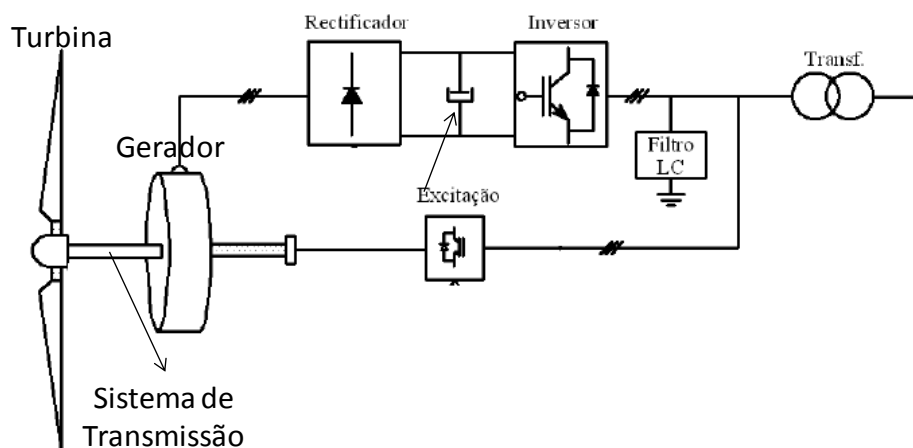 Turbina
Rectificador
Inversor
Transf.
Gerador
Filtro
LC
Excitação
Sistema de
Transmissão